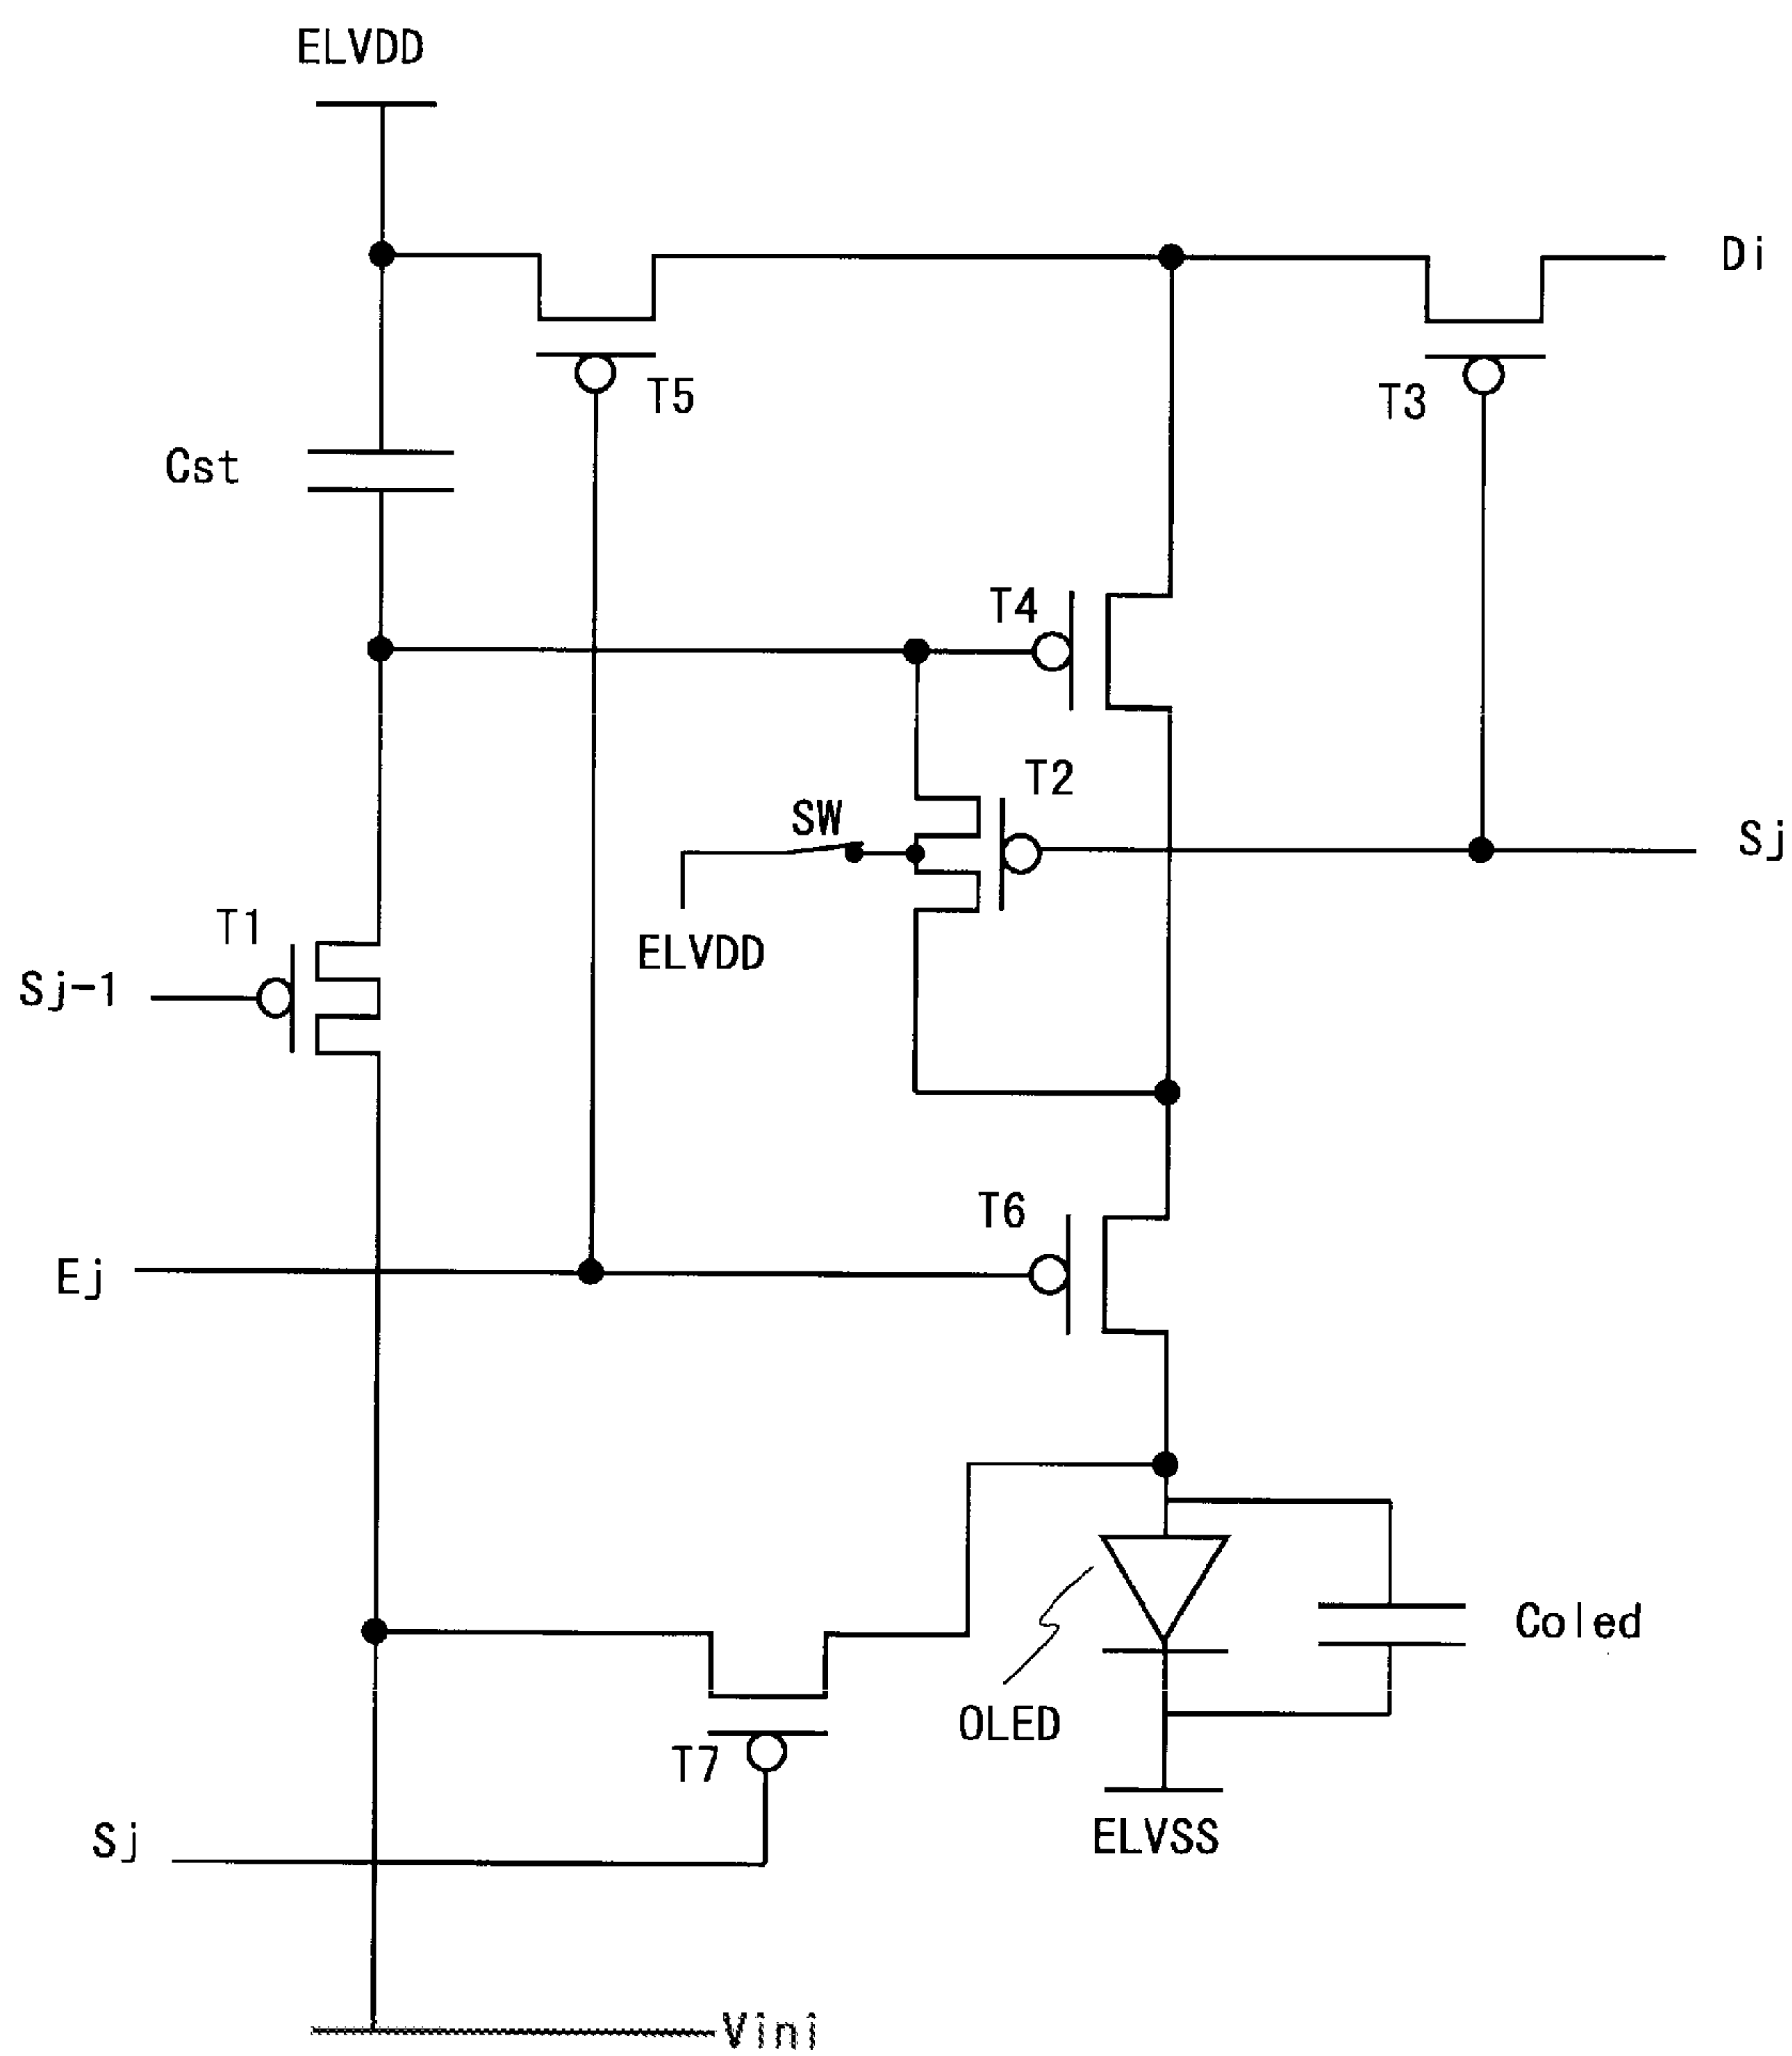 ELVDD
Di
T5
T3
Cst
T4
T2
SW
Sj
ELVDD
T1
Sj-1
T6
Ej
Coled
OLED
T7
ELVSS
Sj
Vini